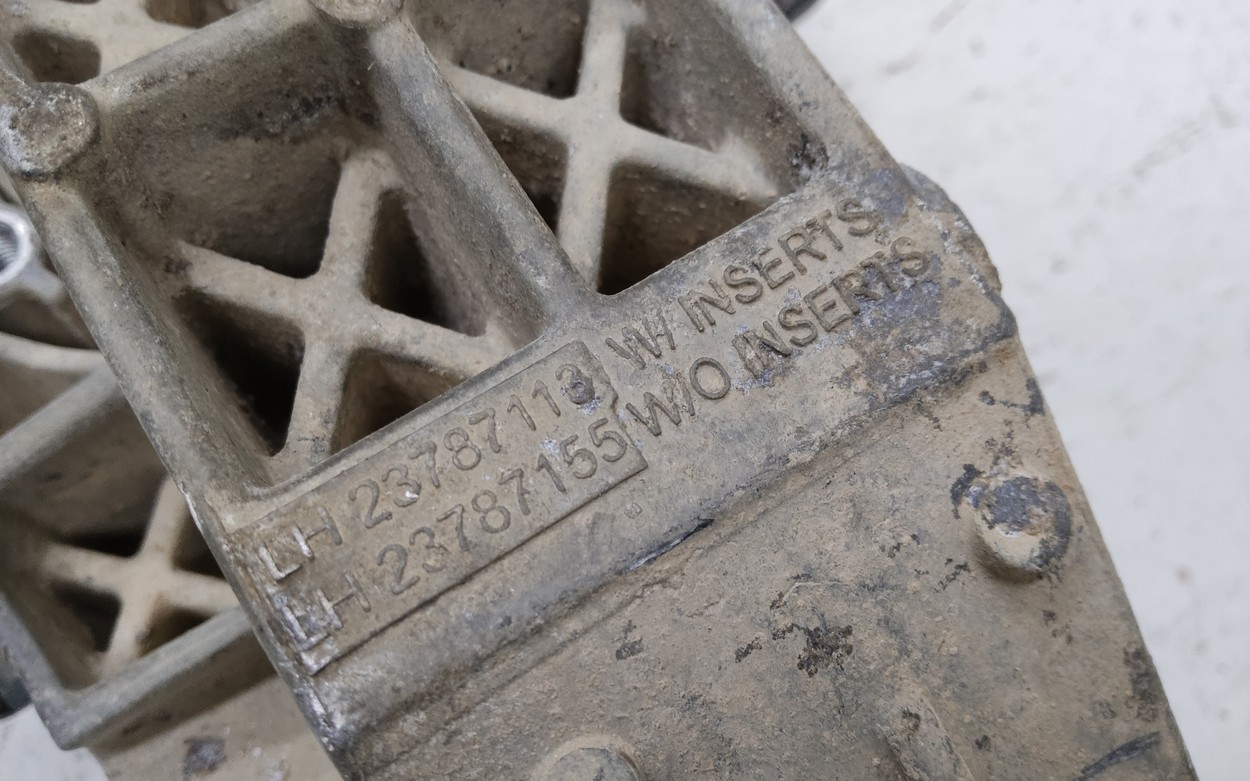 LH 23787113 W/ INSERTS
LH 23787155 W/O INSERTS